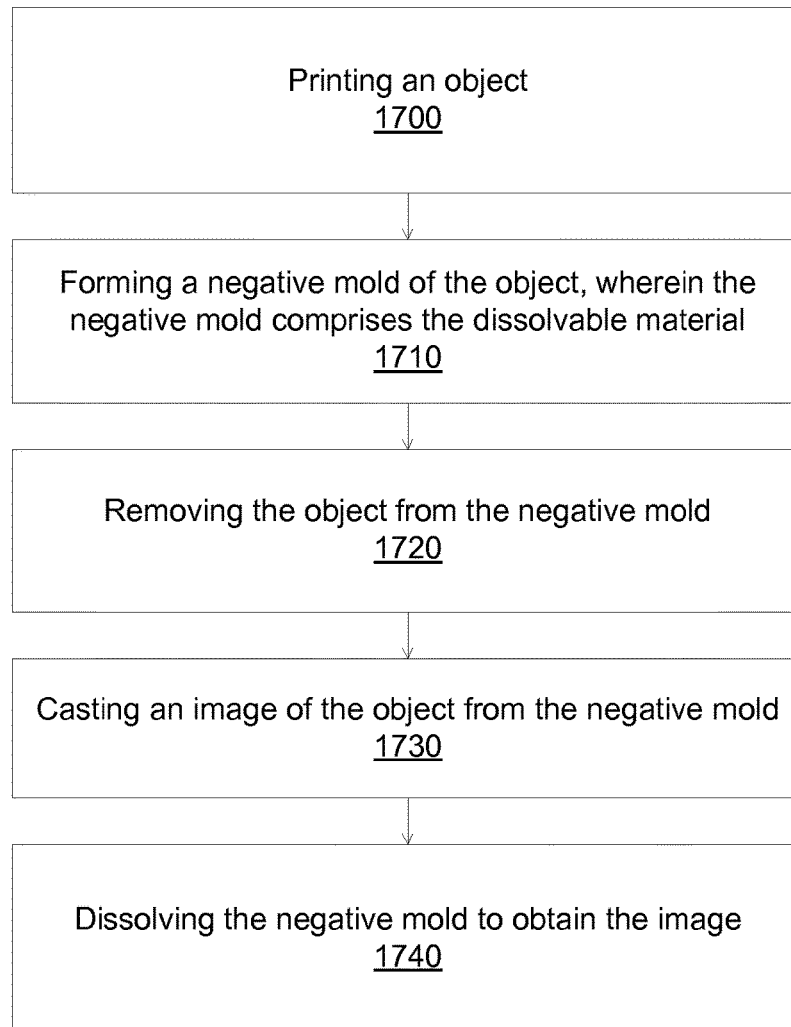 Printing an object
1700
Forming a negative mold of the object, wherein the
negative mold comprises the dissolvable material
1710
Removing the object from the negative mold
1720
Casting an image of the object from the negative mold
1730
Dissolving the negative mold to obtain the image
1740